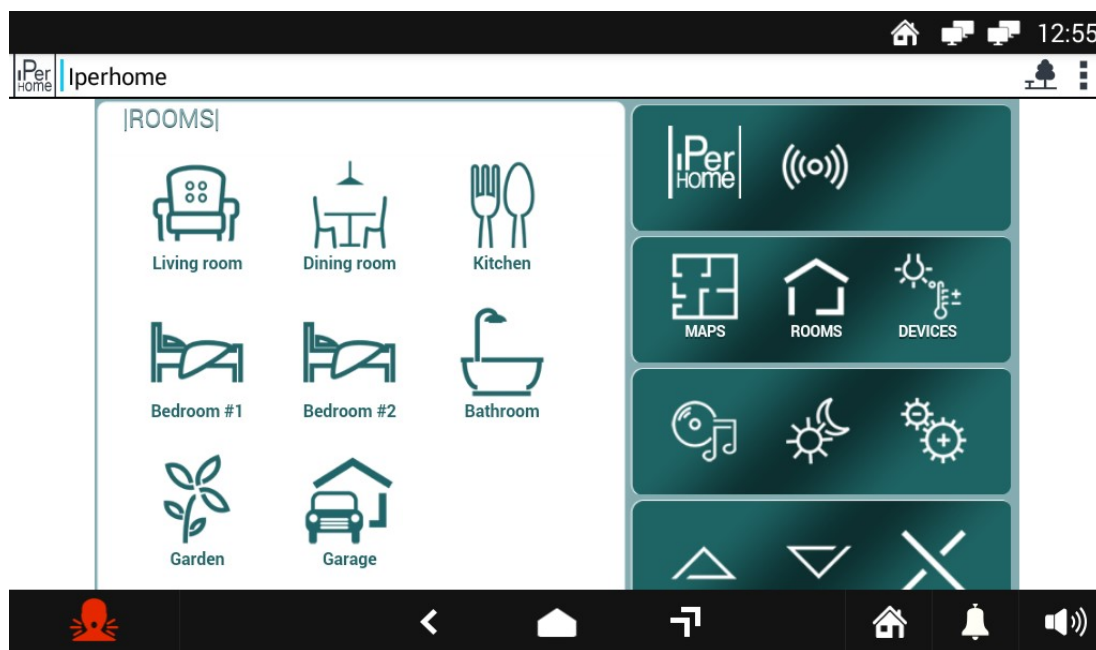 12:55
iPer
HOME
Iperhome
|ROOMS|
Living room
Dining room
Kitchen
Bedroom #1
Bedroom #2
Bathroom
Garden
Garage
iPer
HOME
MAPS
ROOMS
DEVICES